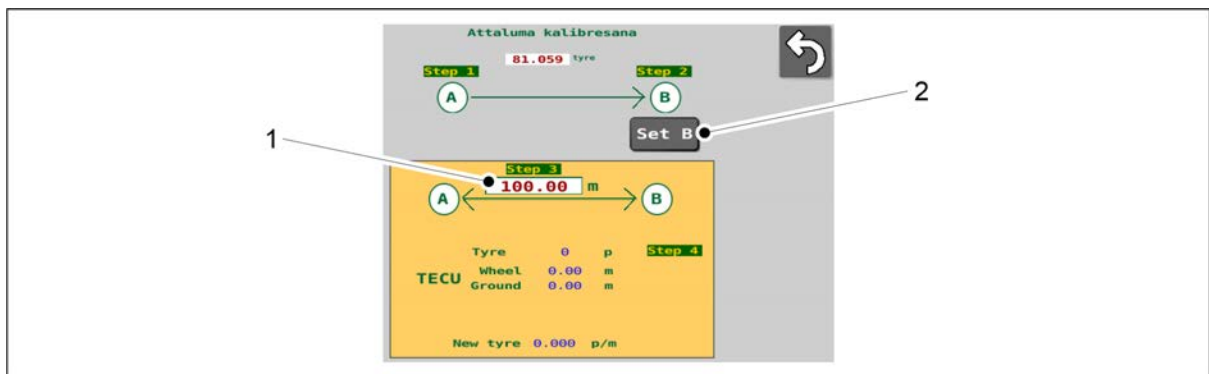 Attaluma kalibresana
81.059 tyre
Step 1 Step 2
A B
Set B
2
1
Step 3
100.00 m
A B
Tyre 0 p Step 4
TECU
Wheel 0.00 m
Ground 0.00 m
New tyre 0.000 p/m